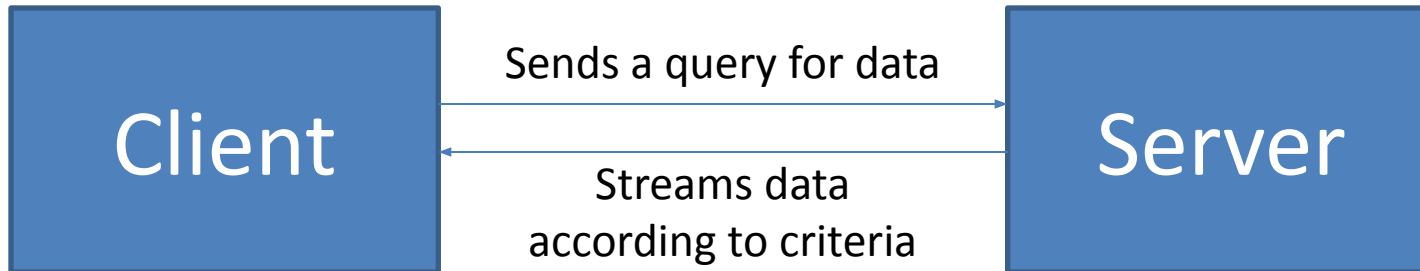 Client
Sends a query for data
Streams data
according to criteria
Server